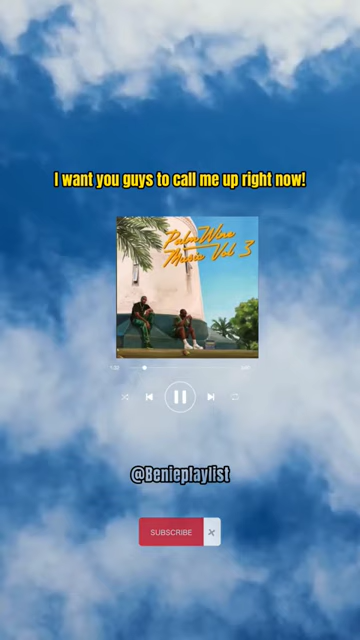 I want you guys to call me up right now!
PalmWine
Music Vol 3
@Benieplaylist
SUBSCRIBE